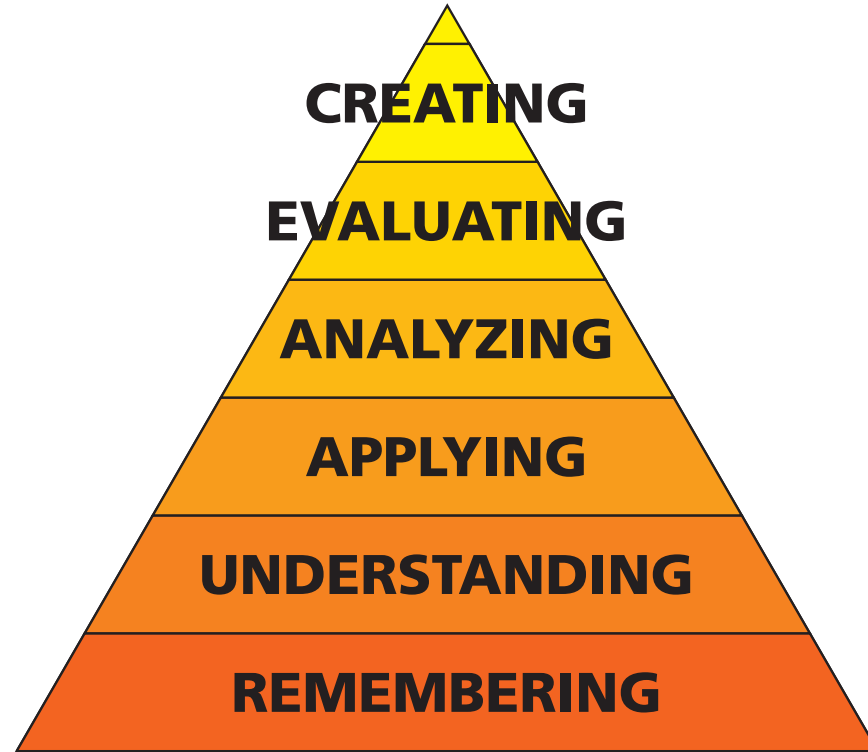 CREATING
EVALUATING
ANALYZING
APPLYING
UNDERSTANDING
REMEMBERING